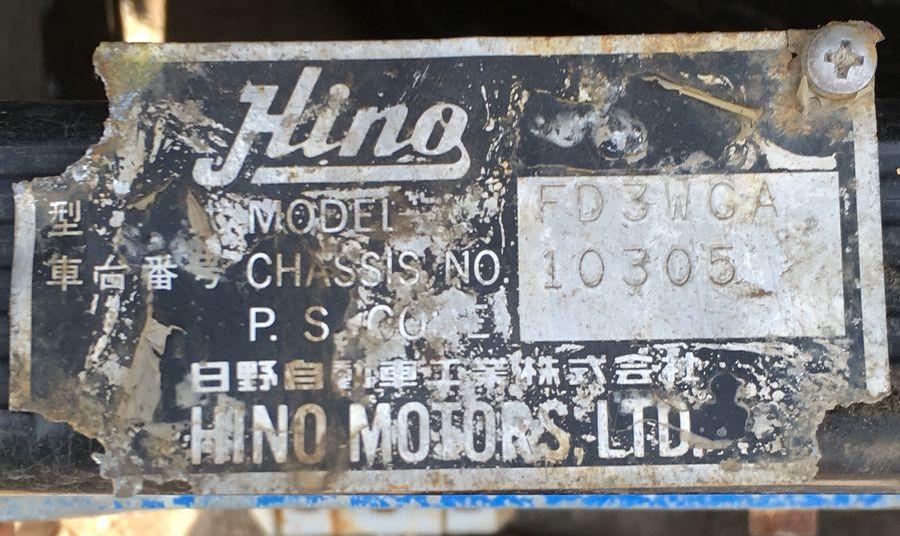 Hino
型 MODEL FD3WGA
車台番号 CHASSIS NO. 10305
P. S. CODE
日野自動車工業株式会社
HINO MOTORS, LTD.